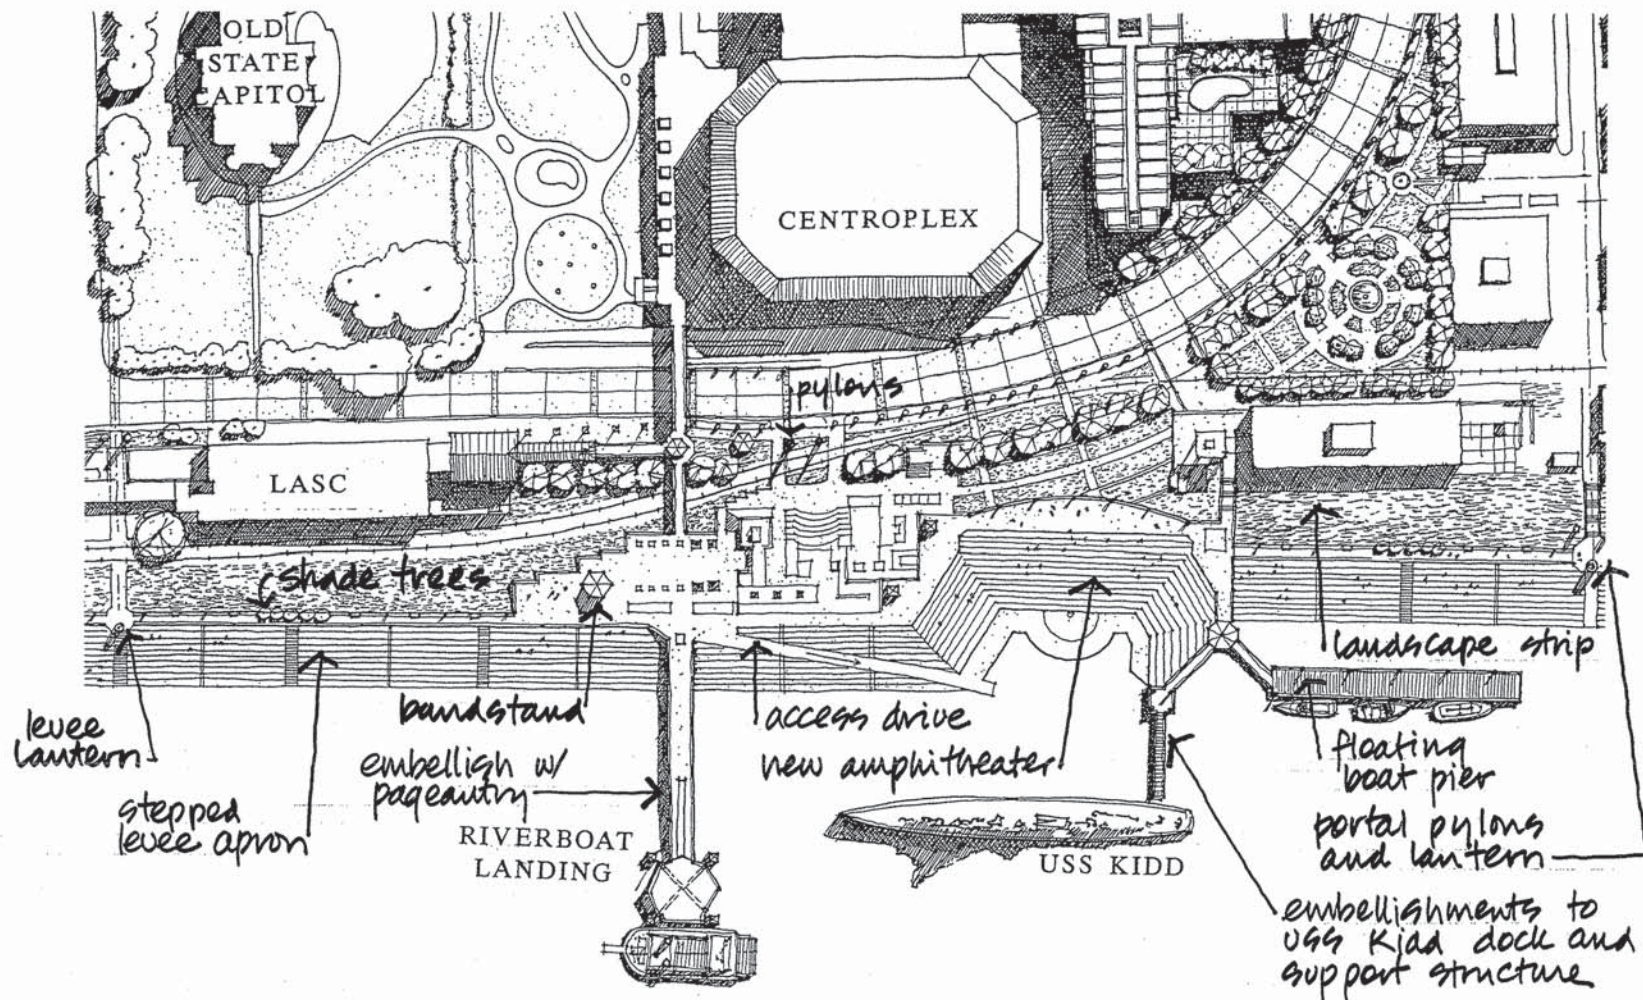 OLD
STATE
CAPITOL
CENTROPLEX
pylons
LASC
shade trees
landscape strip
levee
lantern
bandstand
access drive
embellish w/
pageantry
new amphitheater
floating
boat pier
stepped
levee apron
RIVERBOAT
LANDING
USS KIDD
portal pylons
and lantern
embellishments to
USS Kidd dock and
support structure